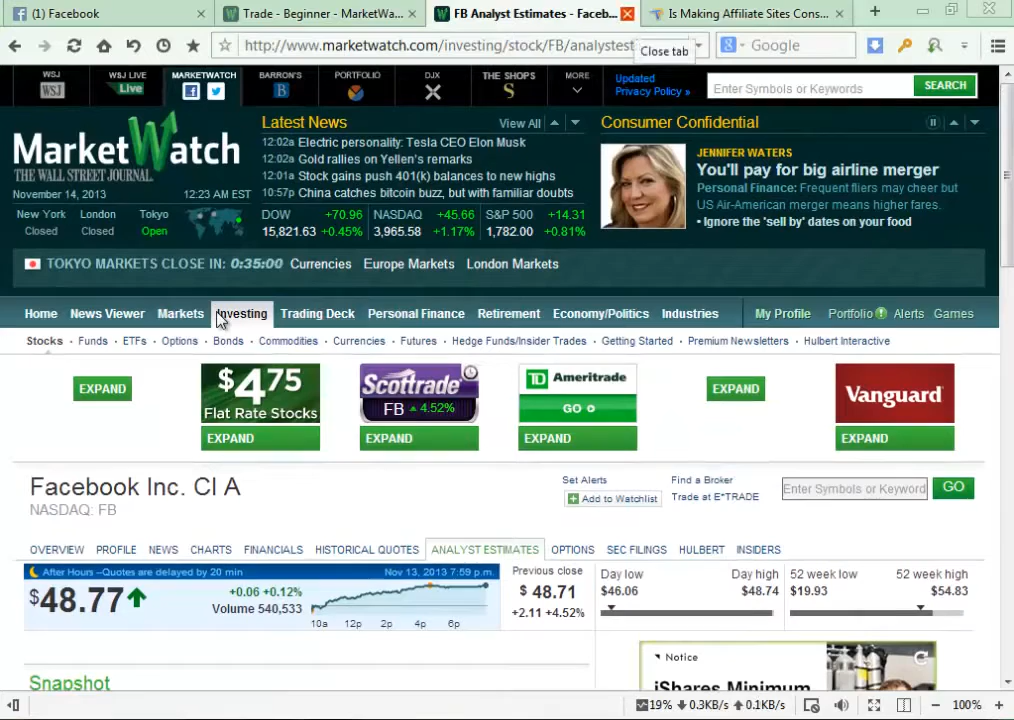 (1) Facebook
Trade - Beginner - MarketWa...
FB Analyst Estimates - Faceb...
Is Making Affiliate Sites Cons...
http://www.marketwatch.com/investing/stock/FB/analystest
Close tab
Google
WSJ
WSJ LIVE
Live
MARKETWATCH
BARRON'S
B
PORTFOLIO
DJX
THE SHOPS
S
MORE
Updated
Privacy Policy »
Enter Symbols or Keywords
SEARCH
MarketWatch
THE WALL STREET JOURNAL.
November 14, 2013 12:23 AM EST
New York
Closed
London
Closed
Tokyo
Open
Latest News
View All
12:02a Electric personality: Tesla CEO Elon Musk
12:02a Gold rallies on Yellen's remarks
12:01a Stock gains push 401(k) balances to new highs
10:57p China catches bitcoin buzz, but with familiar doubts
DOW +70.96
15,821.63 +0.45%
NASDAQ +45.66
3,965.58 +1.17%
S&P 500 +14.31
1,782.00 +0.81%
Consumer Confidential
JENNIFER WATERS
You'll pay for big airline merger
Personal Finance: Frequent fliers may cheer but
US Air-American merger means higher fares.
• Ignore the 'sell by' dates on your food
TOKYO MARKETS CLOSE IN: 0:35:00 Currencies Europe Markets London Markets
Home News Viewer Markets Investing Trading Deck Personal Finance Retirement Economy/Politics Industries My Profile Portfolio Alerts Games
Stocks • Funds • ETFs • Options • Bonds • Commodities • Currencies • Futures • Hedge Funds/Insider Trades • Getting Started • Premium Newsletters • Hulbert Interactive
EXPAND
$4.75
Flat Rate Stocks
EXPAND
Scottrade
FB 4.52%
EXPAND
TD Ameritrade
GO
EXPAND
EXPAND
Vanguard
EXPAND
Facebook Inc. Cl A
NASDAQ: FB
Set Alerts
Add to Watchlist
Find a Broker
Trade at E*TRADE
Enter Symbols or Keyword
GO
OVERVIEW PROFILE NEWS CHARTS FINANCIALS HISTORICAL QUOTES ANALYST ESTIMATES OPTIONS SEC FILINGS HULBERT INSIDERS
After Hours --Quotes are delayed by 20 min
Nov 13, 2013 7:59 p.m.
$48.77
+0.06 +0.12%
Volume 540,533
10a 12p 2p 4p 6p
Previous close
$ 48.71
+2.11 +4.52%
Day low
$46.06
Day high
$48.74
52 week low
$19.93
52 week high
$54.83
Notice
iShares Minimum
Snapshot
19% 0.3KB/s 0.1KB/s
100%